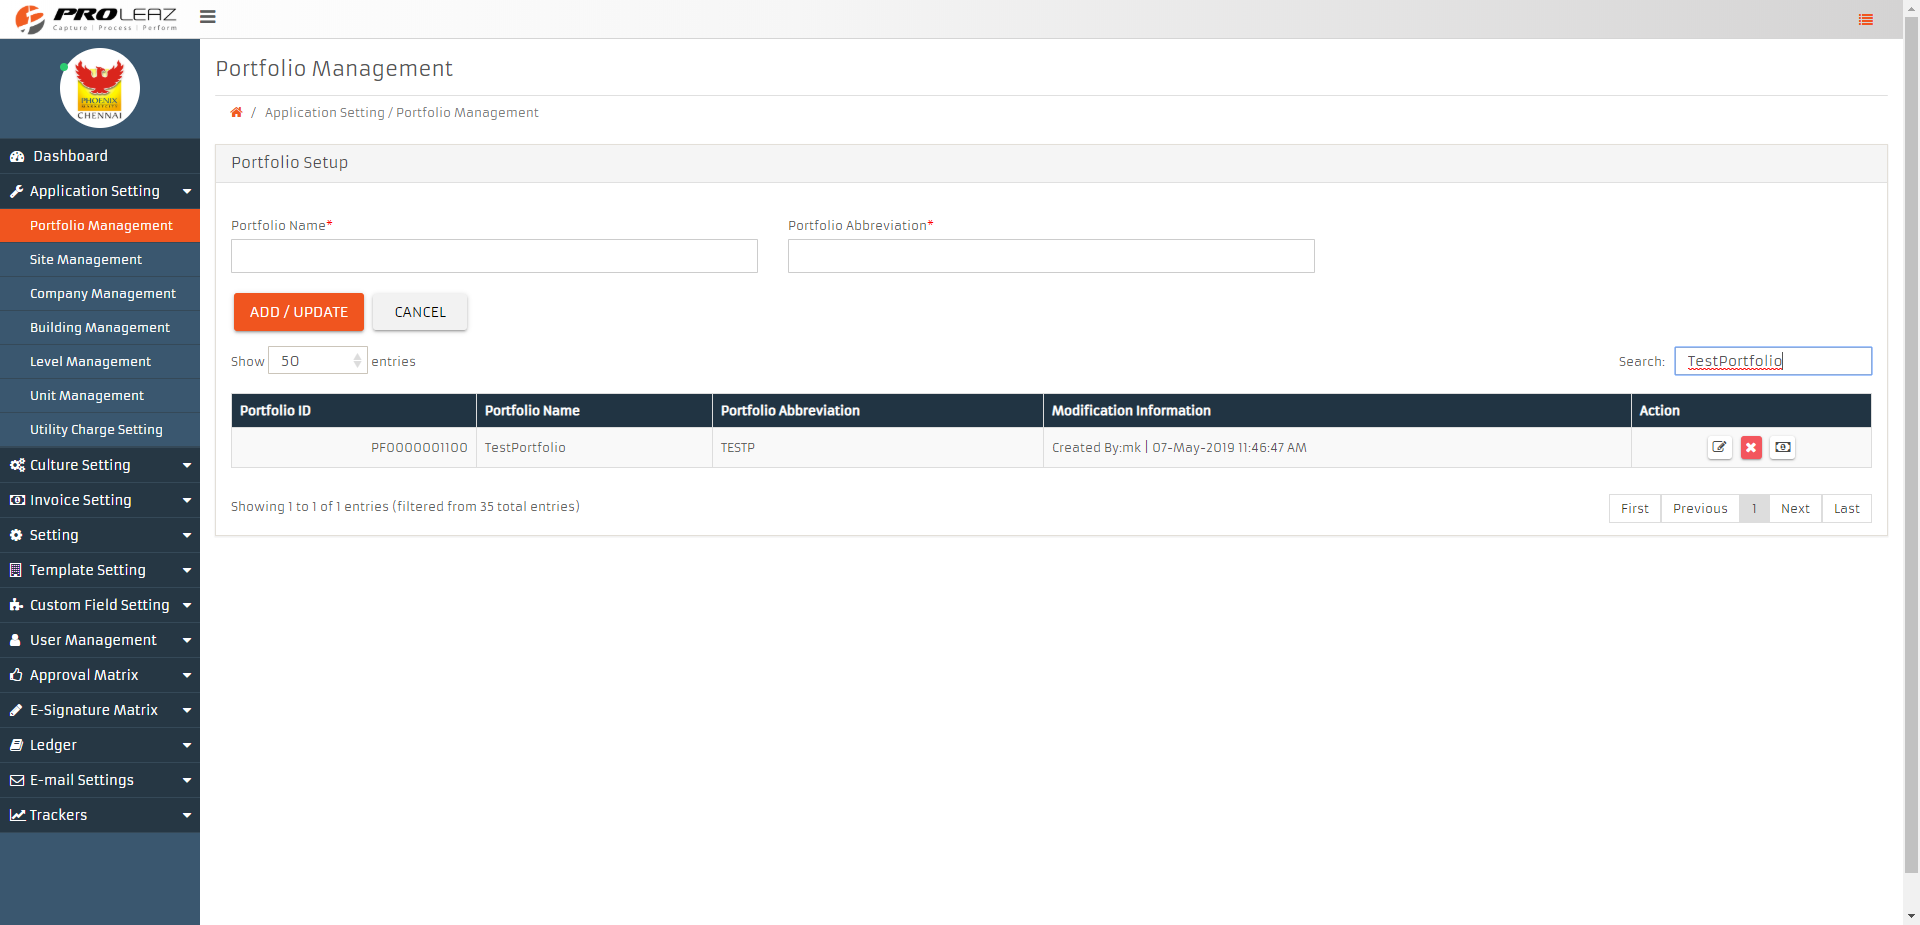 PROLEAZ
Capture | Process | Perform
PHOENIX
MARKETCITY
CHENNAI
Dashboard
Application Setting
Portfolio Management
Site Management
Company Management
Building Management
Level Management
Unit Management
Utility Charge Setting
Culture Setting
Invoice Setting
Setting
Template Setting
Custom Field Setting
User Management
Approval Matrix
E-Signature Matrix
Ledger
E-mail Settings
Trackers
Portfolio Management
/ Application Setting / Portfolio Management
Portfolio Setup
Portfolio Name* Portfolio Abbreviation*
ADD / UPDATE CANCEL
Show 50 entries Search: TestPortfolio
Portfolio ID Portfolio Name Portfolio Abbreviation Modification Information Action
PF0000001100 TestPortfolio TESTP Created By:mk | 07-May-2019 11:46:47 AM
Showing 1 to 1 of 1 entries (filtered from 35 total entries) First Previous 1 Next Last